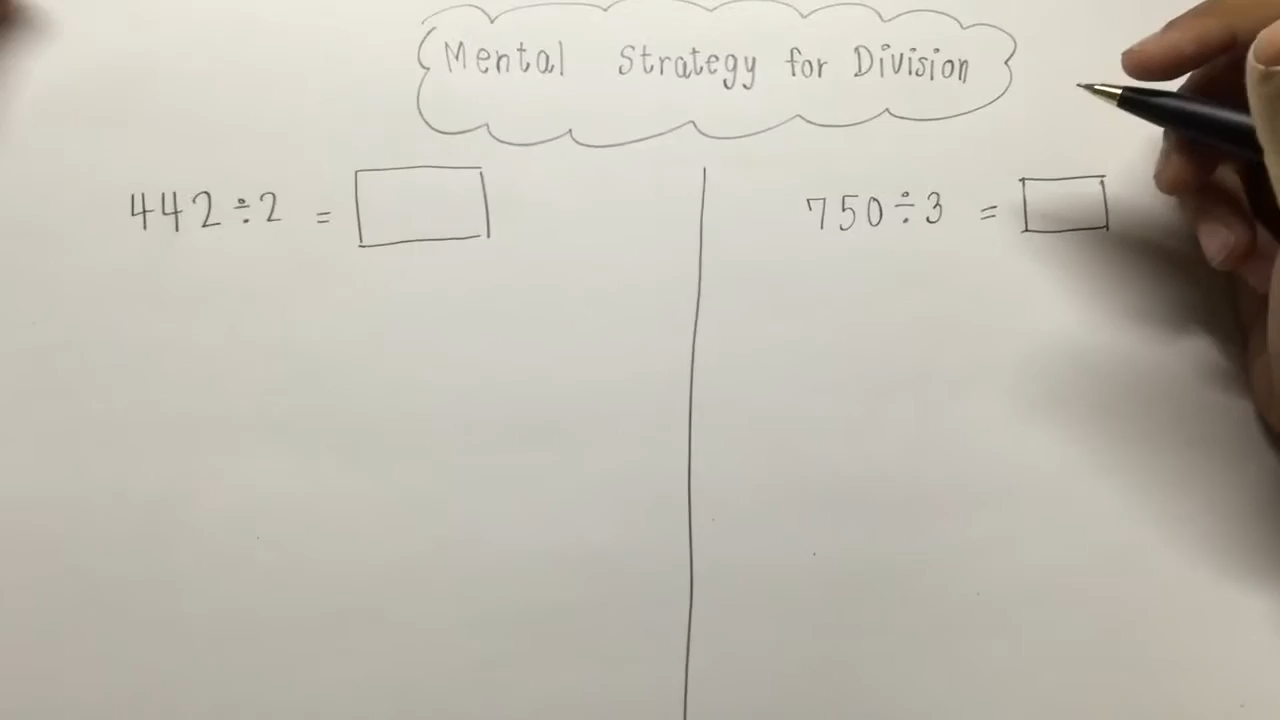 Mental Strategy for Division
442÷2 =
750÷3 =